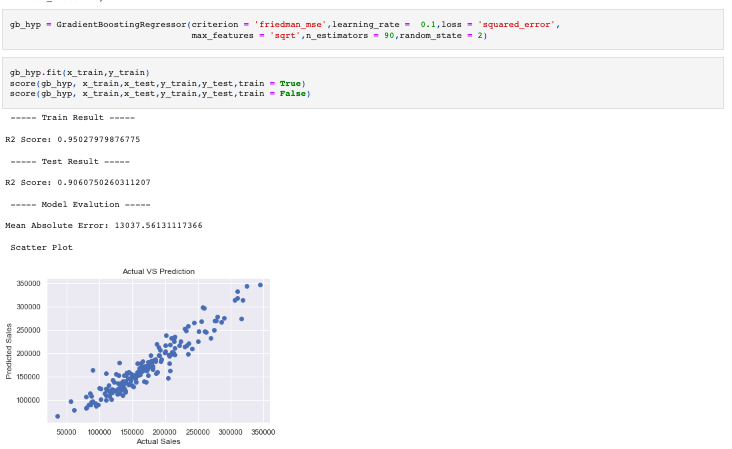 gb_hyp = GradientBoostingRegressor(criterion = 'friedman_mse',learning_rate = 0.1,loss = 'squared_error',
max_features = 'sqrt',n_estimators = 90,random_state = 2)
gb_hyp.fit(x_train,y_train)
score(gb_hyp, x_train,x_test,y_train,y_test,train = True)
score(gb_hyp, x_train,x_test,y_train,y_test,train = False)
----- Train Result -----
R2 Score: 0.95027979876775
----- Test Result -----
R2 Score: 0.9060750260311207
----- Model Evalution -----
Mean Absolute Error: 13037.56131117366
Scatter Plot
Actual VS Prediction
350000
300000
250000
200000
150000
100000
Predicted Sales
50000 100000 150000 200000 250000 300000 350000
Actual Sales